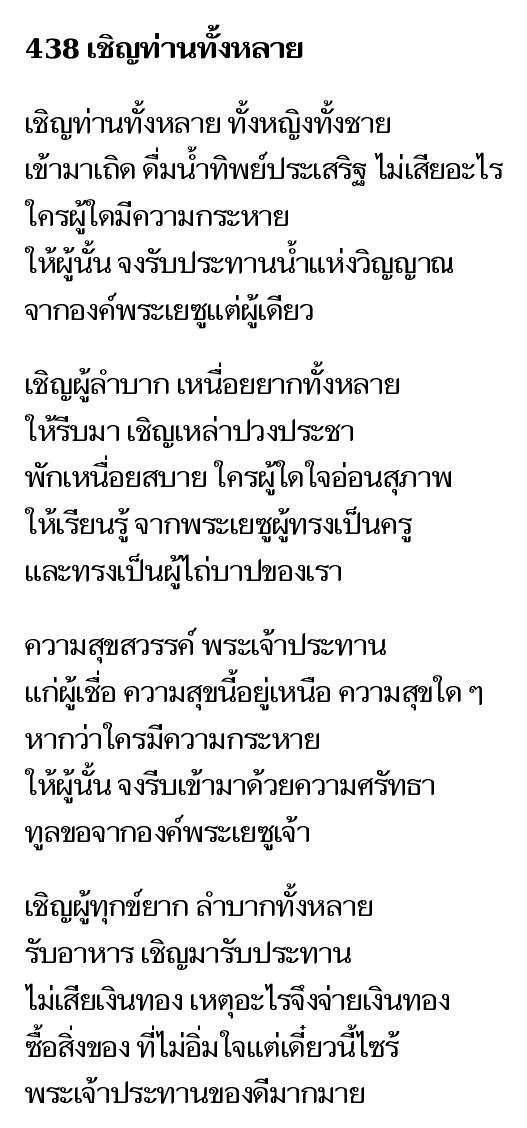 438 เชิญท่านทั้งหลาย
เชิญท่านทั้งหลาย ทั้งหญิงทั้งชาย
เข้ามาเถิด ดื่มน้ำทิพย์ประเสริฐ ไม่เสียอะไร
ใครผู้ใดมีความกระหาย
ให้ผู้นั้น จงรับประทานน้ำแห่งวิญญาณ
จากองค์พระเยซูแต่ผู้เดียว
เชิญผู้ลำบาก เหนื่อยยากทั้งหลาย
ให้รีบมา เชิญเหล่าปวงประชา
พักเหนื่อยสบาย ใครผู้ใดใจอ่อนสุภาพ
ให้เรียนรู้ จากพระเยซูผู้ทรงเป็นครู
และทรงเป็นผู้ไถ่บาปของเรา
ความสุขสวรรค์ พระเจ้าประทาน
แก่ผู้เชื่อ ความสุขนี้อยู่เหนือ ความสุขใด ๆ
หากว่าใครมีความกระหาย
ให้ผู้นั้น จงรีบเข้ามาด้วยความศรัทธา
ทูลขอจากองค์พระเยซูเจ้า
เชิญผู้ทุกข์ยาก ลำบากทั้งหลาย
รับอาหาร เชิญมารับประทาน
ไม่เสียเงินทอง เหตุอะไรจึงจ่ายเงินทอง
ซื้อสิ่งของ ที่ไม่อิ่มใจแต่เดี๋ยวนี้ไซร้
พระเจ้าประทานของดีมากมาย